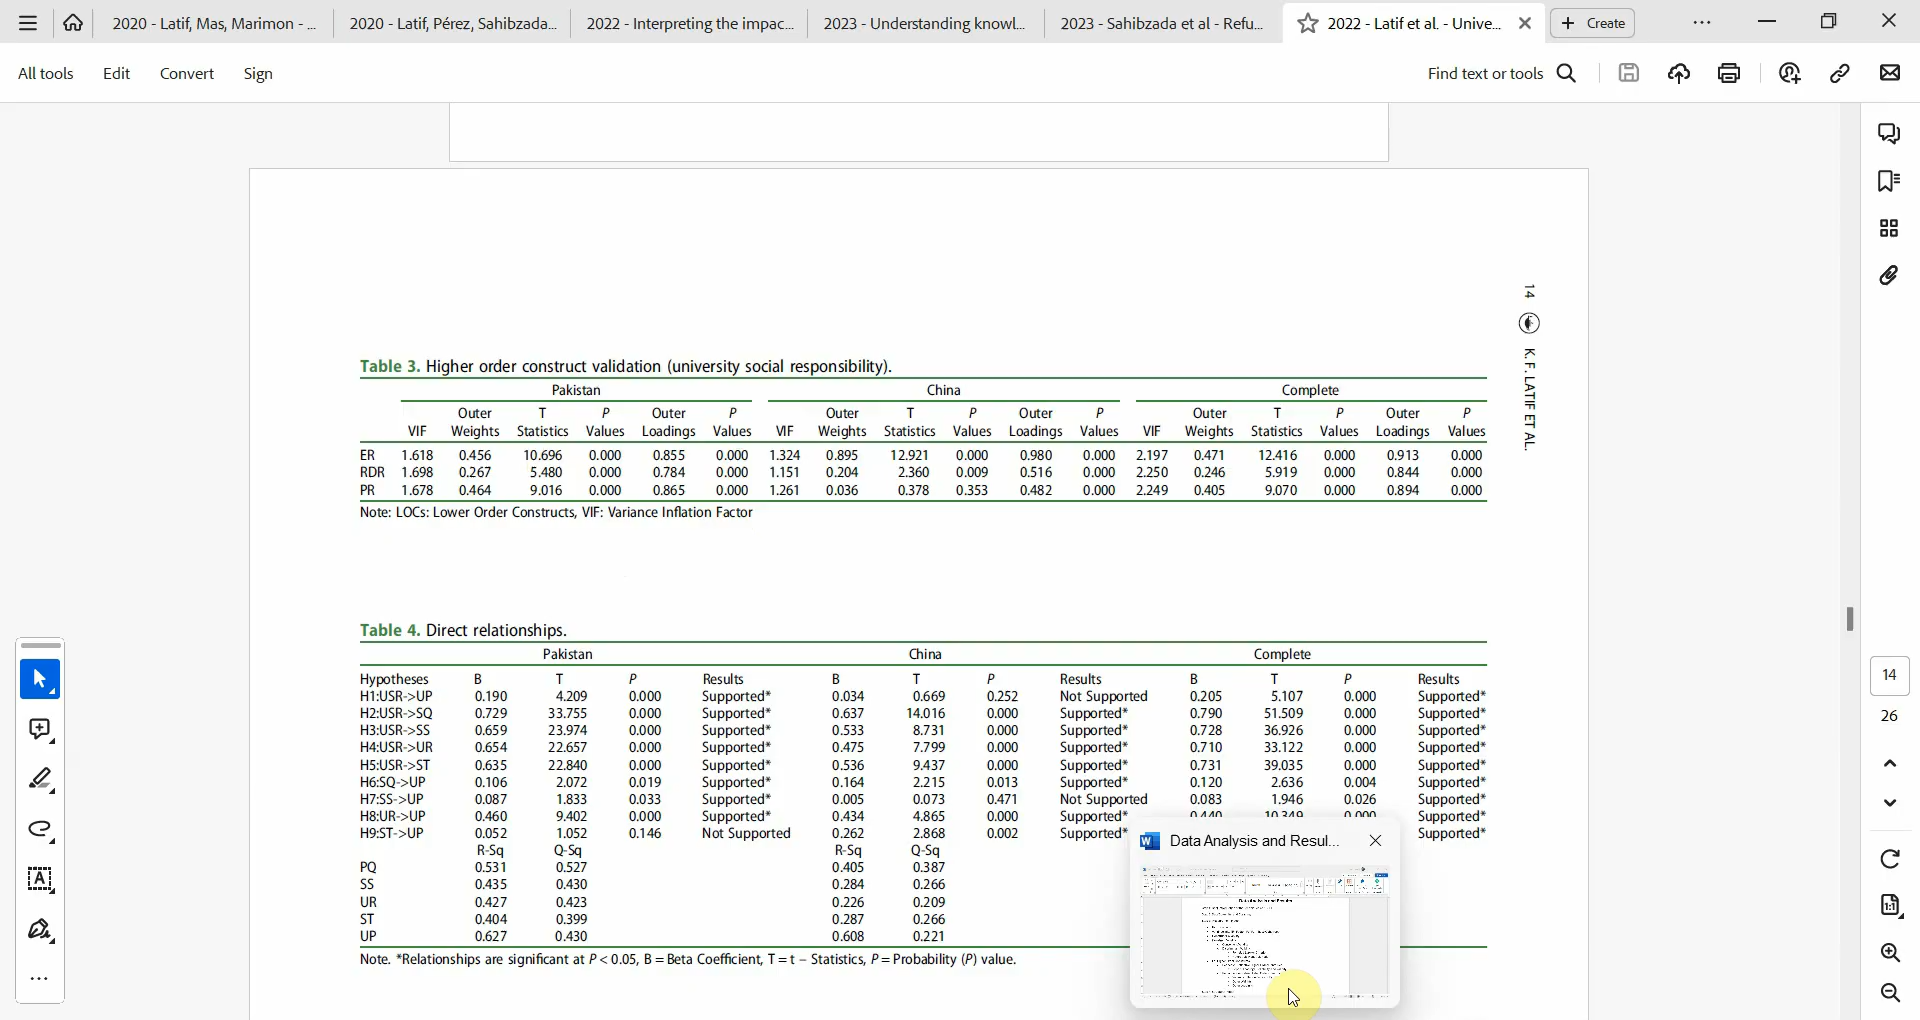 2020 - Latif, Mas, Marimon - ...
2020 - Latif, Pérez, Sahibzada...
2022 - Interpreting the impac...
2023 - Understanding knowl...
2023 - Sahibzada et al - Refu...
2022 - Latif et al. - Unive...
Create
All tools
Edit
Convert
Sign
Find text or tools
14 K. F. LATIF ET AL.
Table 3. Higher order construct validation (university social responsibility).
Pakistan China Complete
Outer T P Outer P Outer T P Outer P Outer T P Outer P
VIF Weights Statistics Values Loadings Values VIF Weights Statistics Values Loadings Values VIF Weights Statistics Values Loadings Values
ER 1.618 0.456 10.696 0.000 0.855 0.000 1.324 0.895 12.921 0.000 0.980 0.000 2.197 0.471 12.416 0.000 0.913 0.000
RDR 1.698 0.267 5.480 0.000 0.784 0.000 1.151 0.204 2.360 0.009 0.516 0.000 2.250 0.246 5.919 0.000 0.844 0.000
PR 1.678 0.464 9.016 0.000 0.865 0.000 1.261 0.036 0.378 0.353 0.482 0.000 2.249 0.405 9.070 0.000 0.894 0.000
Note: LOCs: Lower Order Constructs, VIF: Variance Inflation Factor
Table 4. Direct relationships.
Pakistan China Complete
Hypotheses B T P Results B T P Results B T P Results
H1:USR->UP 0.190 4.209 0.000 Supported* 0.034 0.669 0.252 Not Supported 0.205 5.107 0.000 Supported*
H2:USR->SQ 0.729 33.755 0.000 Supported* 0.637 14.016 0.000 Supported* 0.790 51.509 0.000 Supported*
H3:USR->SS 0.659 23.974 0.000 Supported* 0.533 8.731 0.000 Supported* 0.728 36.926 0.000 Supported*
H4:USR->UR 0.654 22.657 0.000 Supported* 0.475 7.799 0.000 Supported* 0.710 33.122 0.000 Supported*
H5:USR->ST 0.635 22.840 0.000 Supported* 0.536 9.437 0.000 Supported* 0.731 39.035 0.000 Supported*
H6:SQ->UP 0.106 2.072 0.019 Supported* 0.164 2.215 0.013 Supported* 0.120 2.636 0.004 Supported*
H7:SS->UP 0.087 1.833 0.033 Supported* 0.005 0.073 0.471 Not Supported 0.083 1.946 0.026 Supported*
H8:UR->UP 0.460 9.402 0.000 Supported* 0.434 4.865 0.000 Supported* 0.440 10.349 0.000 Supported*
H9:ST->UP 0.052 1.052 0.146 Not Supported 0.262 2.868 0.002 Supported* Supported*
R-Sq Q-Sq R-Sq Q-Sq
PQ 0.531 0.527 0.405 0.387
SS 0.435 0.430 0.284 0.266
UR 0.427 0.423 0.226 0.209
ST 0.404 0.399 0.287 0.266
UP 0.627 0.430 0.608 0.221
Note. *Relationships are significant at P < 0.05, B = Beta Coefficient, T = t – Statistics, P = Probability (P) value.
Data Analysis and Resul...
14
26